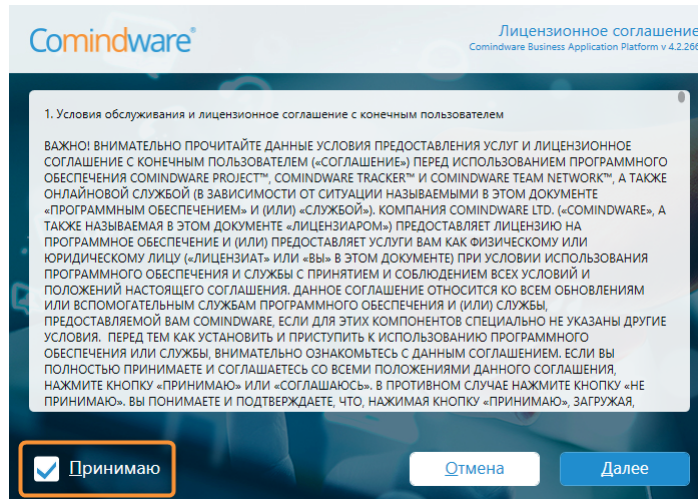 Comindware®
Лицензионное соглашение
Comindware Business Application Platform v 4.2.266
1. Условия обслуживания и лицензионное соглашение с конечным пользователем
ВАЖНО! ВНИМАТЕЛЬНО ПРОЧИТАЙТЕ ДАННЫЕ УСЛОВИЯ ПРЕДОСТАВЛЕНИЯ УСЛУГ И ЛИЦЕНЗИОННОЕ
СОГЛАШЕНИЕ С КОНЕЧНЫМ ПОЛЬЗОВАТЕЛЕМ («СОГЛАШЕНИЕ») ПЕРЕД ИСПОЛЬЗОВАНИЕМ ПРОГРАММНОГО
ОБЕСПЕЧЕНИЯ COMINDWARE PROJECT™, COMINDWARE TRACKER™ И COMINDWARE TEAM NETWORK™, А ТАКЖЕ
ОНЛАЙНОВОЙ СЛУЖБОЙ (В ЗАВИСИМОСТИ ОТ СИТУАЦИИ НАЗЫВАЕМЫМИ В ЭТОМ ДОКУМЕНТЕ
«ПРОГРАММНЫМ ОБЕСПЕЧЕНИЕМ» И (ИЛИ) «СЛУЖБОЙ»). КОМПАНИЯ COMINDWARE LTD. («COMINDWARE», А
ТАКЖЕ НАЗЫВАЕМАЯ В ЭТОМ ДОКУМЕНТЕ «ЛИЦЕНЗИАРОМ») ПРЕДОСТАВЛЯЕТ ЛИЦЕНЗИЮ НА
ПРОГРАММНОЕ ОБЕСПЕЧЕНИЕ И (ИЛИ) ПРЕДОСТАВЛЯЕТ УСЛУГИ ВАМ КАК ФИЗИЧЕСКОМУ ИЛИ
ЮРИДИЧЕСКОМУ ЛИЦУ («ЛИЦЕНЗИАТ» ИЛИ «ВЫ» В ЭТОМ ДОКУМЕНТЕ) ПРИ УСЛОВИИ ИСПОЛЬЗОВАНИЯ
ПРОГРАММНОГО ОБЕСПЕЧЕНИЯ И СЛУЖБЫ С ПРИНЯТИЕМ И СОБЛЮДЕНИЕМ ВСЕХ УСЛОВИЙ И
ПОЛОЖЕНИЙ НАСТОЯЩЕГО СОГЛАШЕНИЯ. ДАННОЕ СОГЛАШЕНИЕ ОТНОСИТСЯ КО ВСЕМ ОБНОВЛЕНИЯМ
ИЛИ ВСПОМОГАТЕЛЬНЫМ СЛУЖБАМ ПРОГРАММНОГО ОБЕСПЕЧЕНИЯ И (ИЛИ) СЛУЖБЫ,
ПРЕДОСТАВЛЯЕМОЙ ВАМ COMINDWARE, ЕСЛИ ДЛЯ ЭТИХ КОМПОНЕНТОВ СПЕЦИАЛЬНО НЕ УКАЗАНЫ ДРУГИЕ
УСЛОВИЯ. ПЕРЕД ТЕМ КАК УСТАНОВИТЬ И ПРИСТУПИТЬ К ИСПОЛЬЗОВАНИЮ ПРОГРАММНОГО
ОБЕСПЕЧЕНИЯ ИЛИ СЛУЖБЫ, ВНИМАТЕЛЬНО ОЗНАКОМЬТЕСЬ С ДАННЫМ СОГЛАШЕНИЕМ. ЕСЛИ ВЫ
ПОЛНОСТЬЮ ПРИНИМАЕТЕ И СОГЛАШАЕТЕСЬ СО ВСЕМИ ПОЛОЖЕНИЯМИ ДАННОГО СОГЛАШЕНИЯ,
НАЖМИТЕ КНОПКУ «ПРИНИМАЮ» ИЛИ «СОГЛАШАЮСЬ». В ПРОТИВНОМ СЛУЧАЕ НАЖМИТЕ КНОПКУ «НЕ
ПРИНИМАЮ». ВЫ ПОНИМАЕТЕ И ПОДТВЕРЖДАЕТЕ, ЧТО, НАЖИМАЯ КНОПКУ «ПРИНИМАЮ», ЗАГРУЖАЯ,
Принимаю
Отмена
Далее